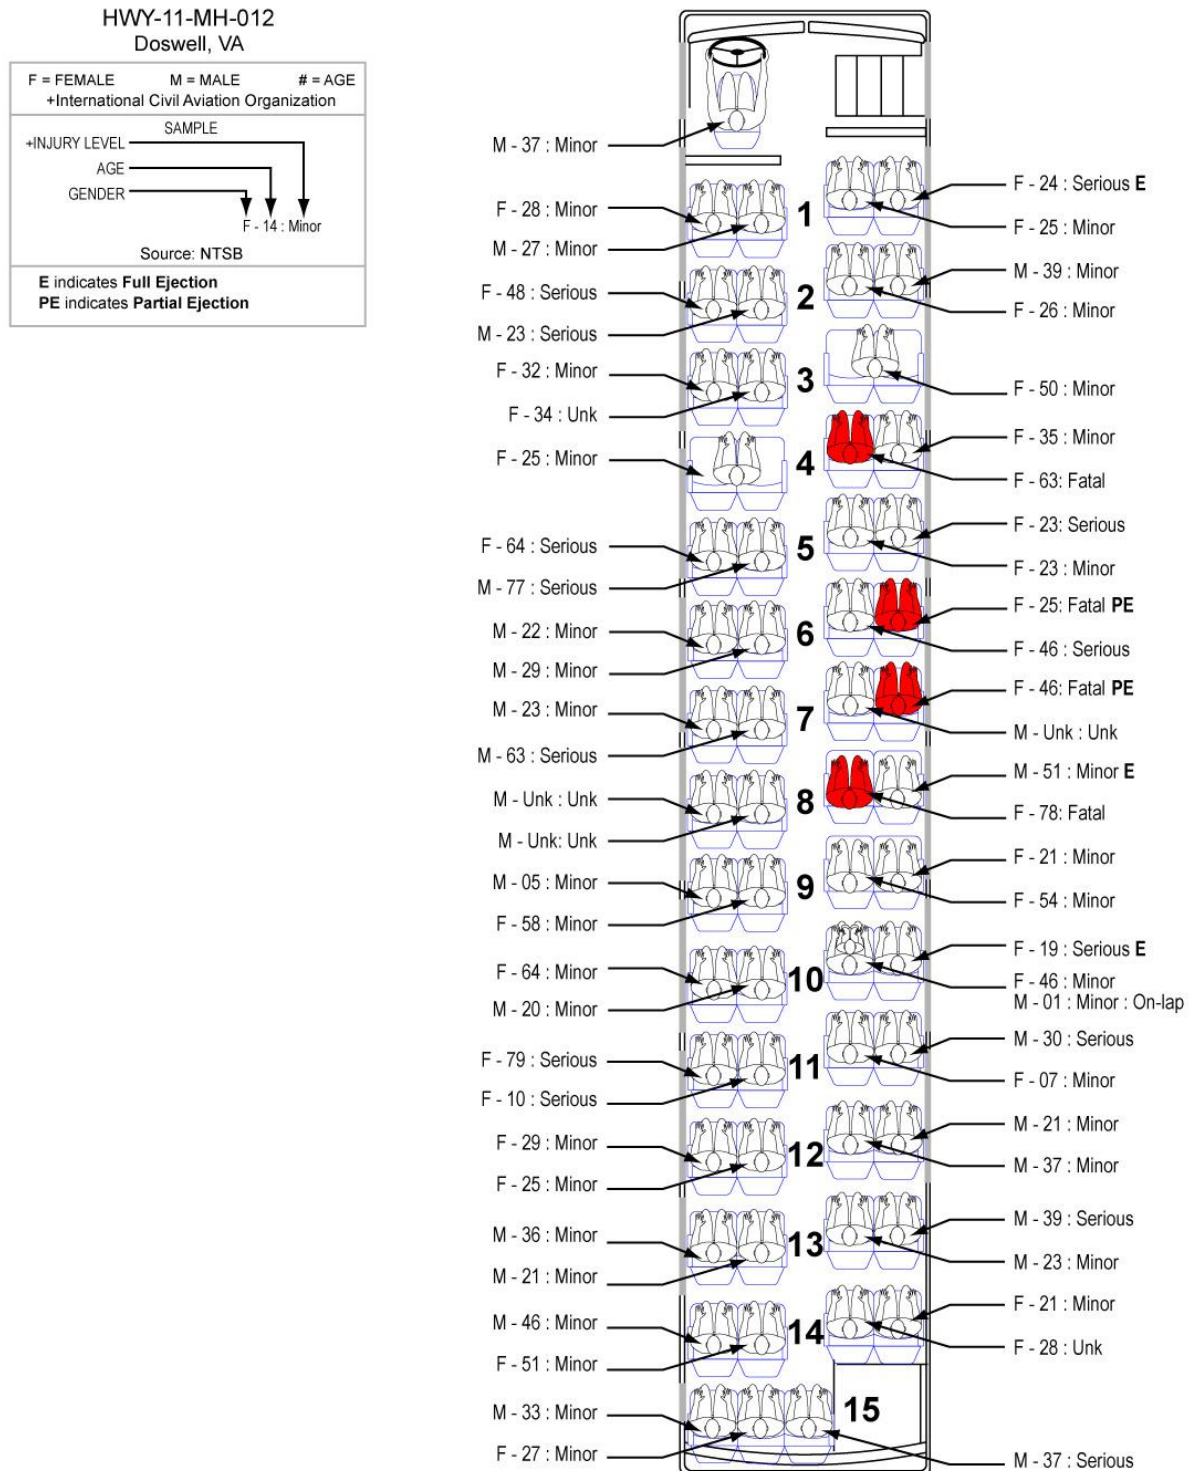 HWY-11-MH-012
Doswell, VA
F = FEMALE M = MALE # = AGE
+International Civil Aviation Organization
SAMPLE
+INJURY LEVEL
AGE
GENDER
F - 14 : Minor
Source: NTSB
E indicates Full Ejection
PE indicates Partial Ejection
M - 37 : Minor
F - 28 : Minor
M - 27 : Minor
F - 48 : Serious
M - 23 : Serious
F - 32 : Minor
F - 34 : Unk
F - 25 : Minor
F - 64 : Serious
M - 77 : Serious
M - 22 : Minor
M - 29 : Minor
M - 23 : Minor
M - 63 : Serious
M - Unk : Unk
M - Unk: Unk
M - 05 : Minor
F - 58 : Minor
F - 64 : Minor
M - 20 : Minor
F - 79 : Serious
F - 10 : Serious
F - 29 : Minor
F - 25 : Minor
M - 36 : Minor
M - 21 : Minor
M - 46 : Minor
F - 51 : Minor
M - 33 : Minor
F - 27 : Minor
1
2
3
4
5
6
7
8
9
10
11
12
13
14
15
F - 24 : Serious E
F - 25 : Minor
M - 39 : Minor
F - 26 : Minor
F - 50 : Minor
F - 35 : Minor
F - 63: Fatal
F - 23: Serious
F - 23 : Minor
F - 25: Fatal PE
F - 46 : Serious
F - 46: Fatal PE
M - Unk : Unk
M - 51 : Minor E
F - 78: Fatal
F - 21 : Minor
F - 54 : Minor
F - 19 : Serious E
F - 46 : Minor
M - 01 : Minor : On-lap
M - 30 : Serious
F - 07 : Minor
M - 21 : Minor
M - 37 : Minor
M - 39 : Serious
M - 23 : Minor
F - 21 : Minor
F - 28 : Unk
M - 37 : Serious